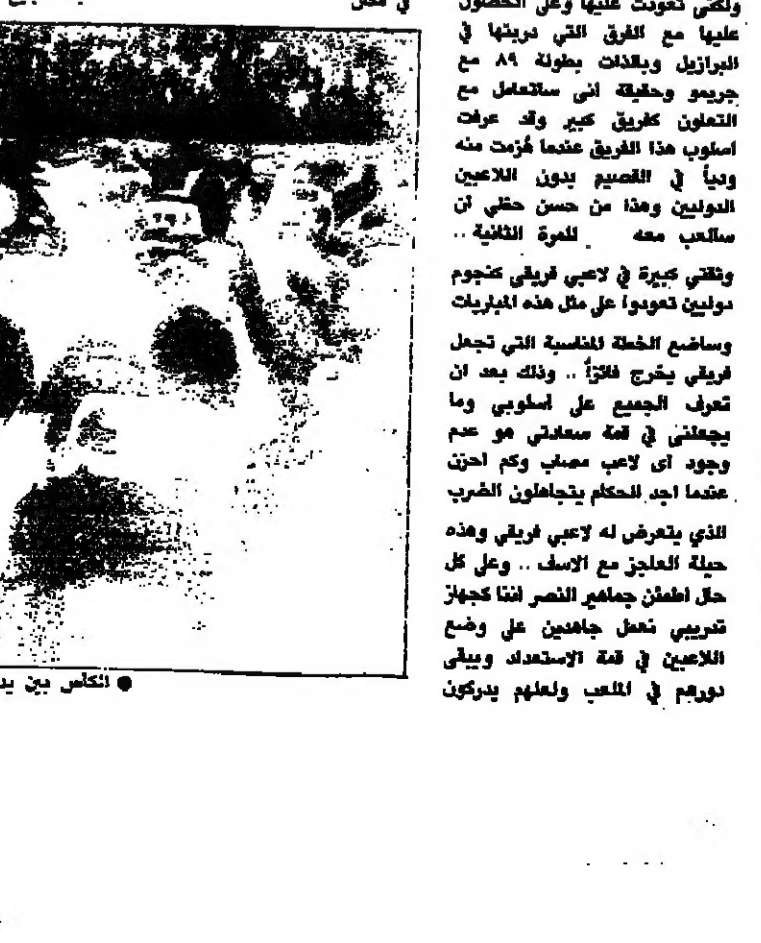 ولكني تعودت عليها وعلى الحصول
عليها مع الفرق التي دربتها في
البرازيل وبالذات بطولة ٨٩ مع
جريمو وحقيقة انى ساتعامل مع
التعاون كفريق كبير وقد عرفت
اسلوب هذا الفريق عندما هُزمت منه
ودياً في القصيم بدون اللاعبين
الدوليين وهذا من حسن حظي ان
سالعب معه للمرة الثانية ..
وثقتي كبيرة في لاعبي فريقي كنجوم
دوليين تعودوا على مثل هذه المباريات
وساضع الخطة المناسبة التي تجعل
فريقي يخرج فائزاً .. وذلك بعد ان
تعرف الجميع على اسلوبي وما
يجعلني في قمة سعادتي هو عدم
وجود اى لاعب مصاب وكم احزن
عندما اجد الحكام يتجاهلون الضرب
الذي يتعرض له لاعبي فريقي وهذه
حيلة العاجز مع الاسف .. وعلى كل
حال اطمئن جماهير النصر اننا كجهاز
تدريبي نعمل جاهدين على وضع
اللاعبين في قمة الاستعداد ويبقى
دورهم في الملعب ولعلهم يدركون
● الكأس بين يد